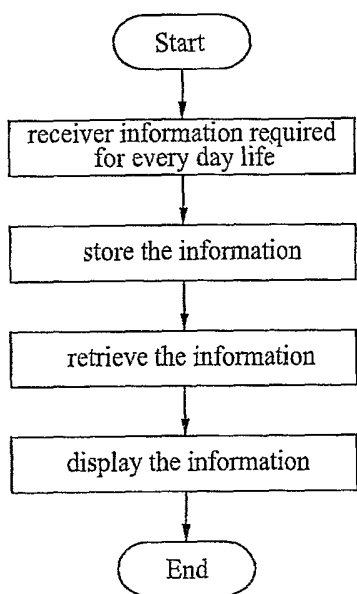 Start
receiver information required
for every day life
store the information
retrieve the information
display the information
End